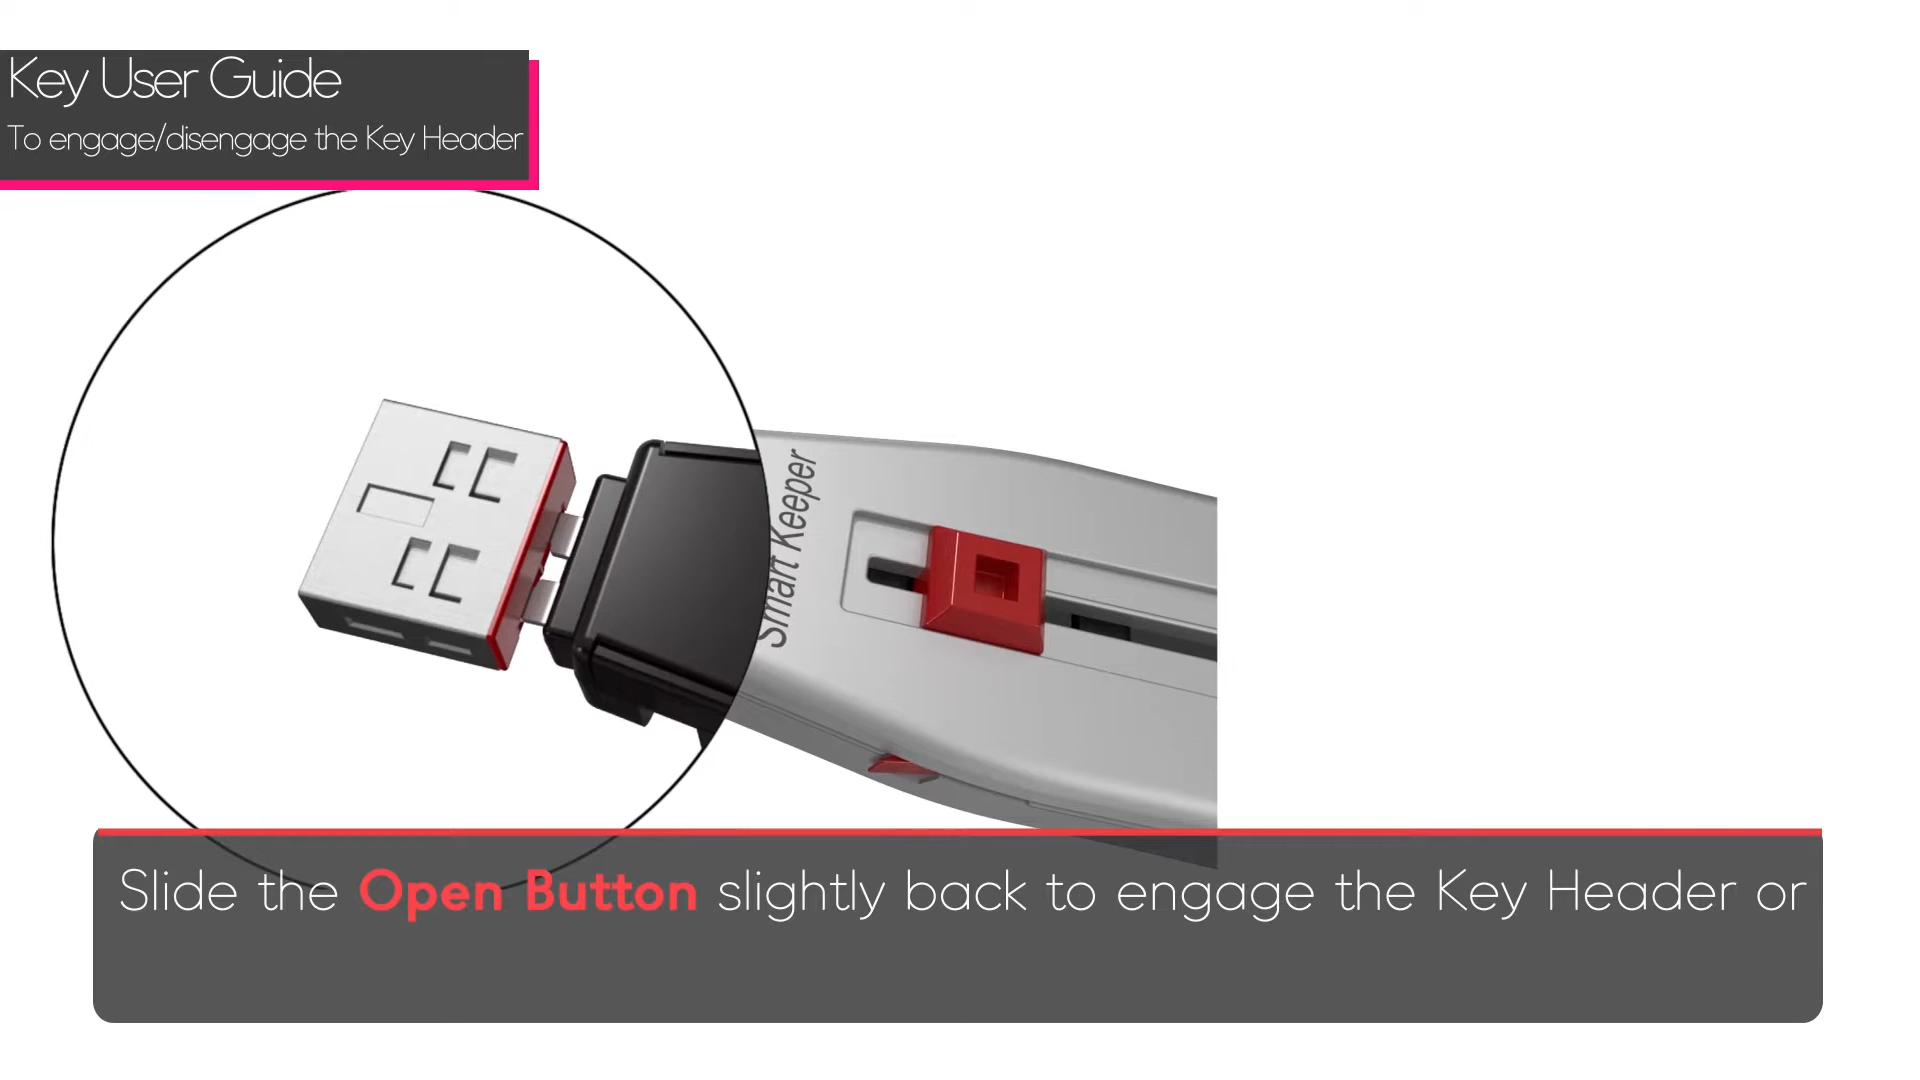 Key User Guide
To engage/disengage the Key Header
Smart Keeper
Slide the Open Button slightly back to engage the Key Header or